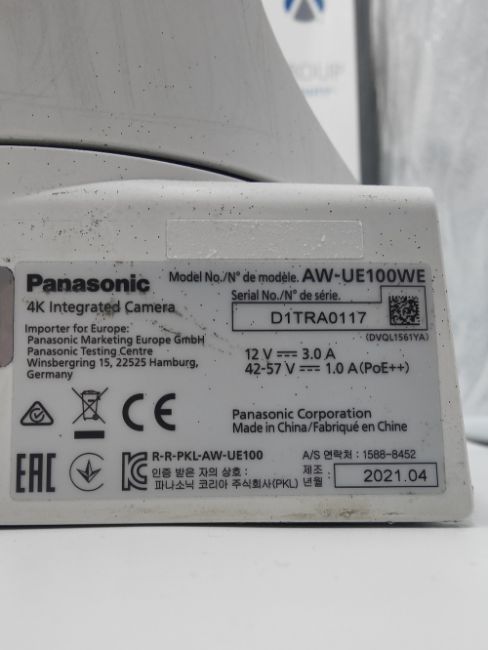 GROUP
Panasonic
4K Integrated Camera
Model No./N° de modèle. AW-UE100WE
Serial No./N° de série.
D1TRA0117
(DVQL1561YA)
Importer for Europe:
Panasonic Marketing Europe GmbH
Panasonic Testing Centre
Winsbergring 15, 22525 Hamburg,
Germany
12 V ⎓ 3.0 A
42-57 V ⎓ 1.0 A(PoE++)
CE
Panasonic Corporation
Made in China/Fabriqué en Chine
EAC
R-R-PKL-AW-UE100
인증 받은 자의 상호 :
파나소닉 코리아 주식회사(PKL)
A/S 연락처 : 1588-8452
제조
년월 :
2021.04